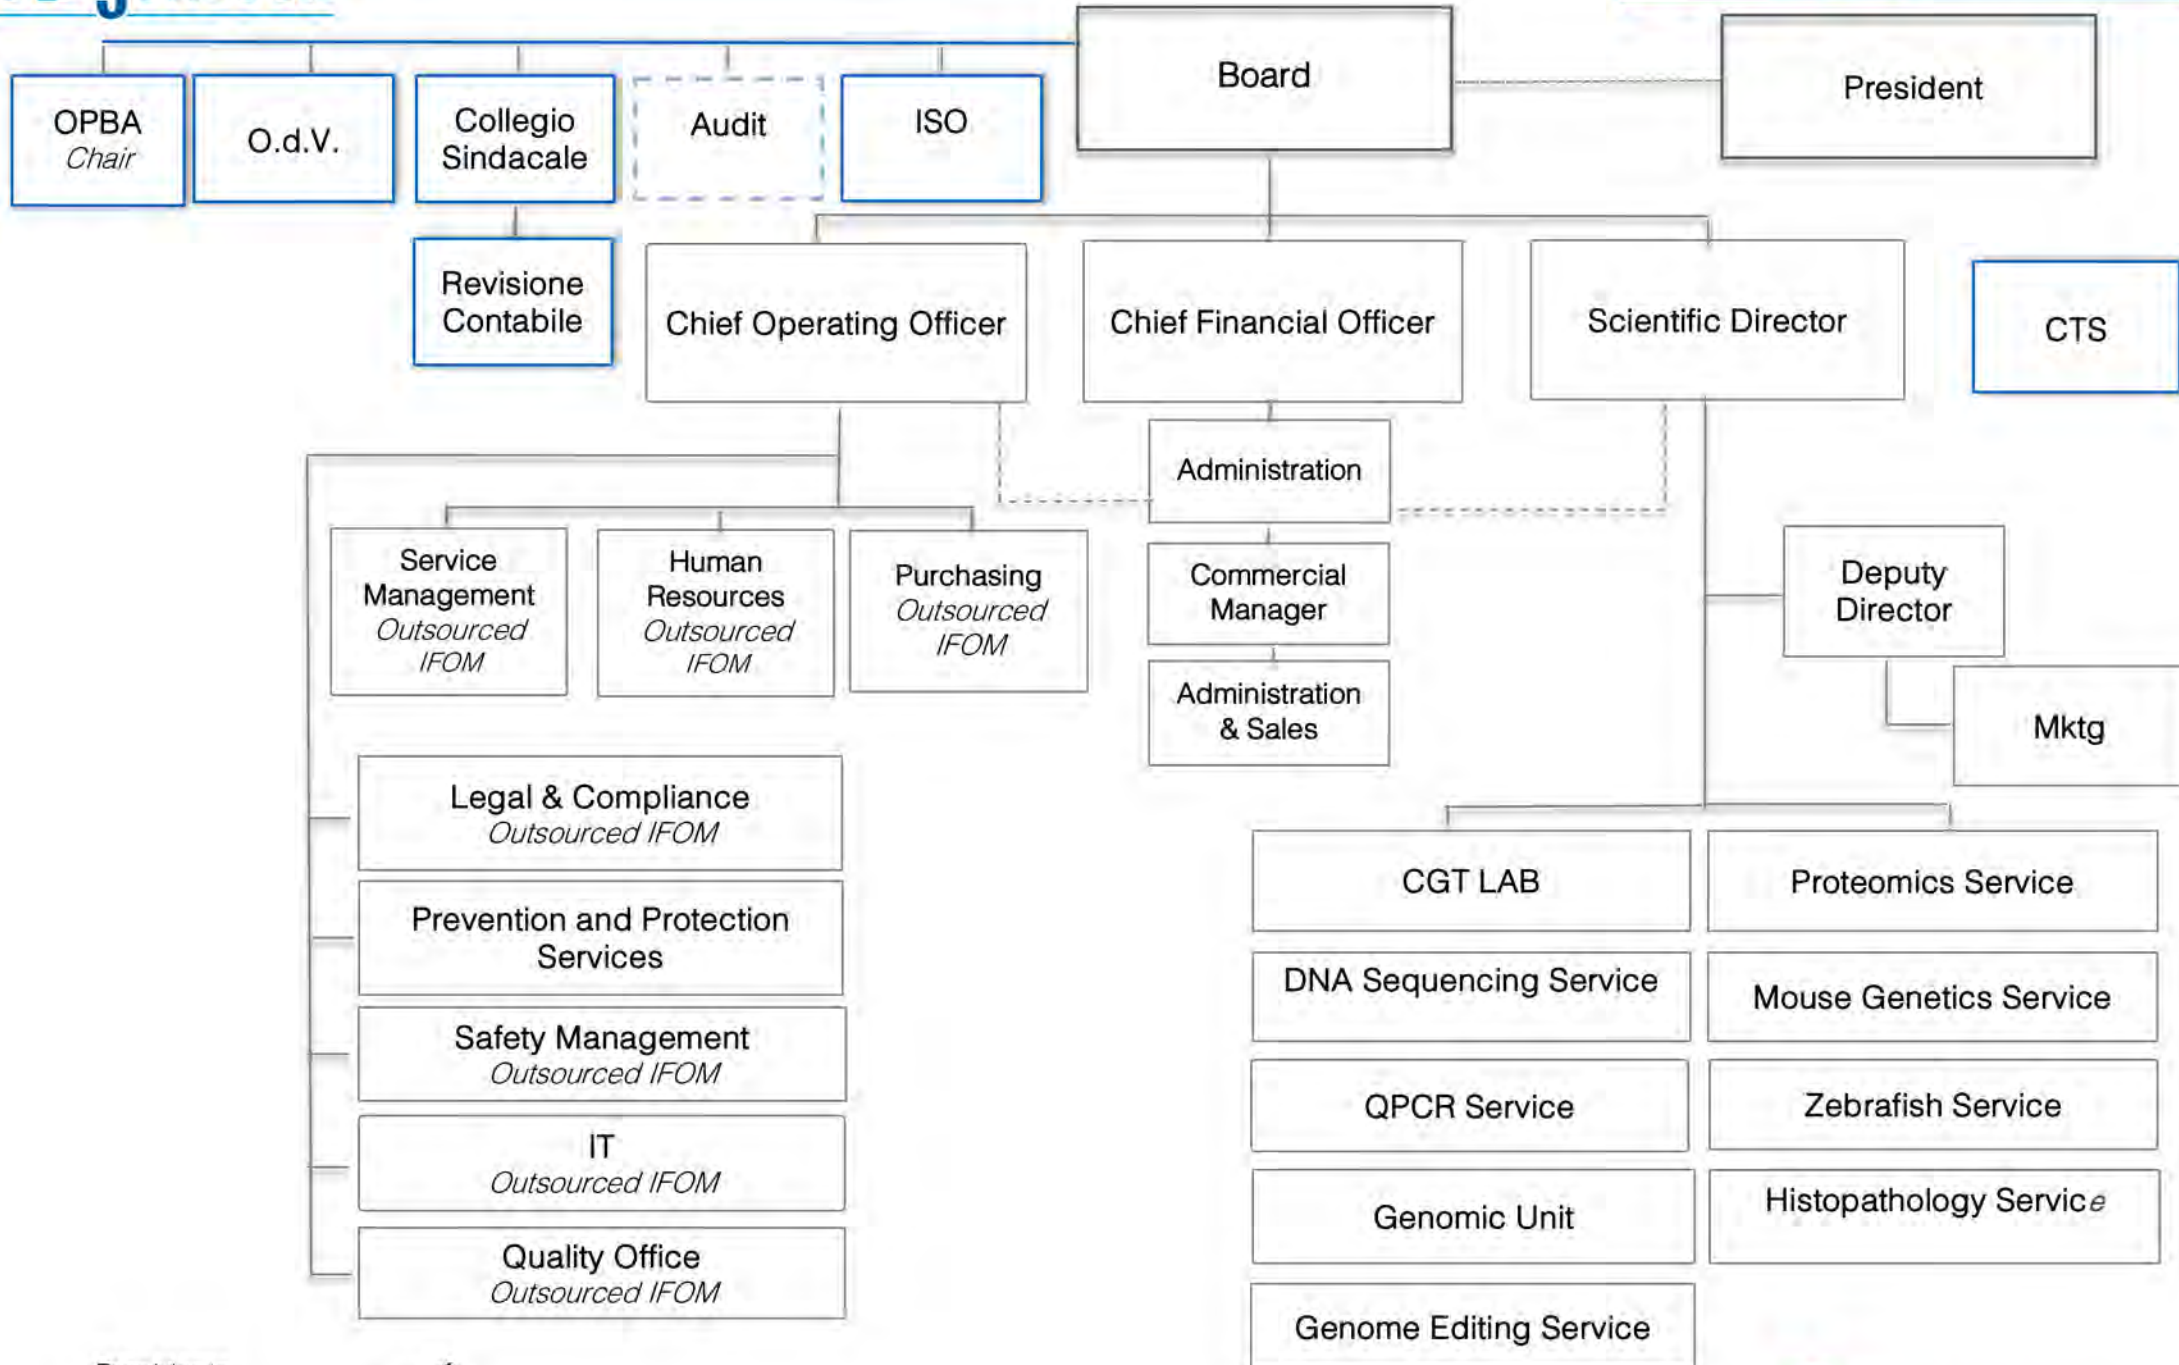 Board
President
OPBA
Chair
O.d.V.
Collegio
Sindacale
Audit
ISO
Revisione
Contabile
Chief Operating Officer
Chief Financial Officer
Scientific Director
CTS
Administration
Service
Management
Outsourced
IFOM
Human
Resources
Outsourced
IFOM
Purchasing
Outsourced
IFOM
Commercial
Manager
Deputy
Director
Administration
& Sales
Mktg
Legal & Compliance
Outsourced IFOM
Prevention and Protection
Services
Safety Management
Outsourced IFOM
IT
Outsourced IFOM
Quality Office
Outsourced IFOM
CGT LAB
Proteomics Service
DNA Sequencing Service
Mouse Genetics Service
QPCR Service
Zebrafish Service
Genomic Unit
Histopathology Service
Genome Editing Service